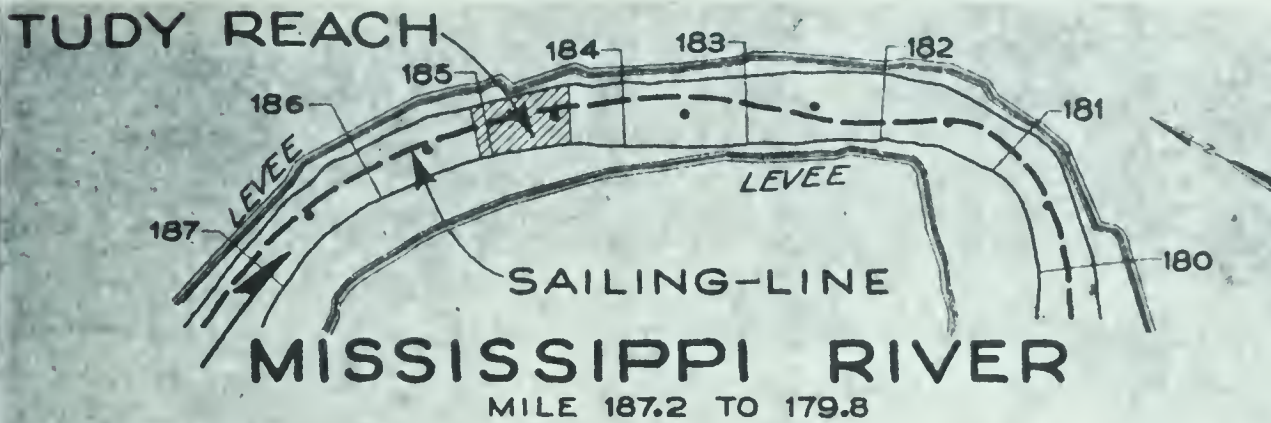 TUDY REACH
184
183
182
185
186
181
LEVEE
LEVEE
187
180
SAILING-LINE
MISSISSIPPI RIVER
MILE 187.2 TO 179.8